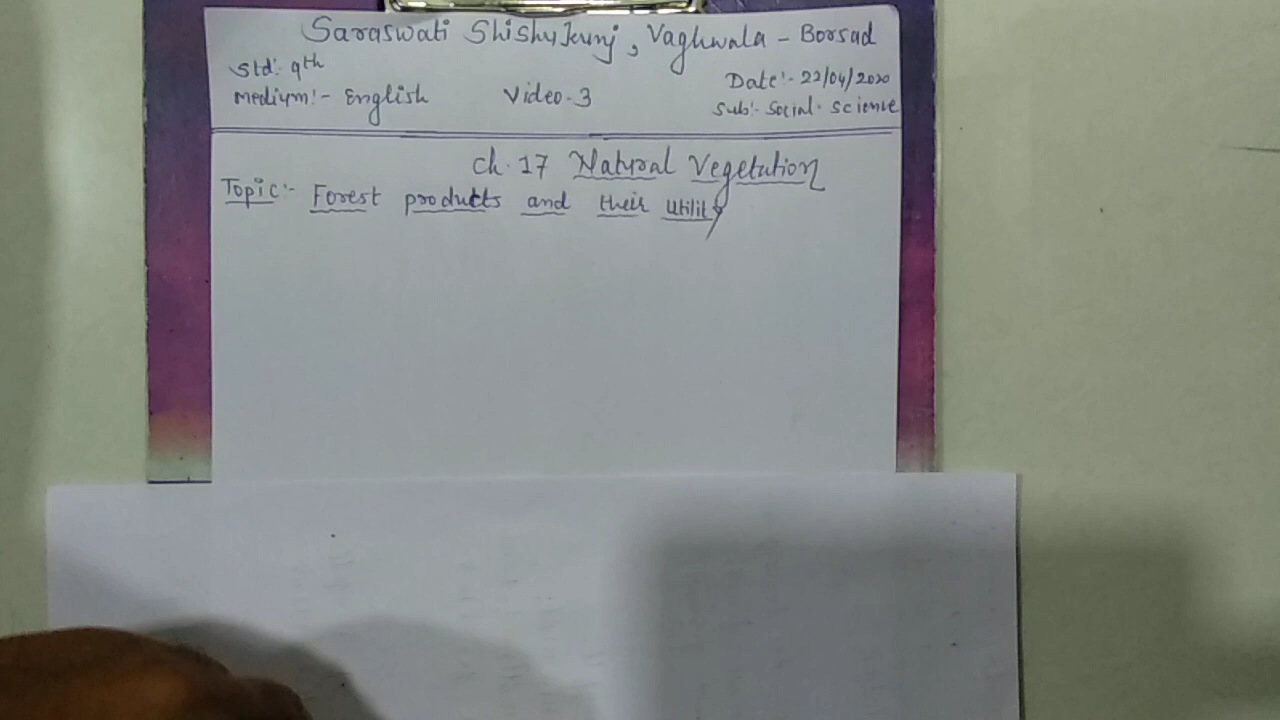 Saraswati Shishukunj, Vaghwala - Borsad
Std:- 9th
Date:- 22/04/2020
Medium:- English Video-3
Sub:- Social. Science
Ch. 17 Natural Vegetation
Topic:- Forest products and their utility